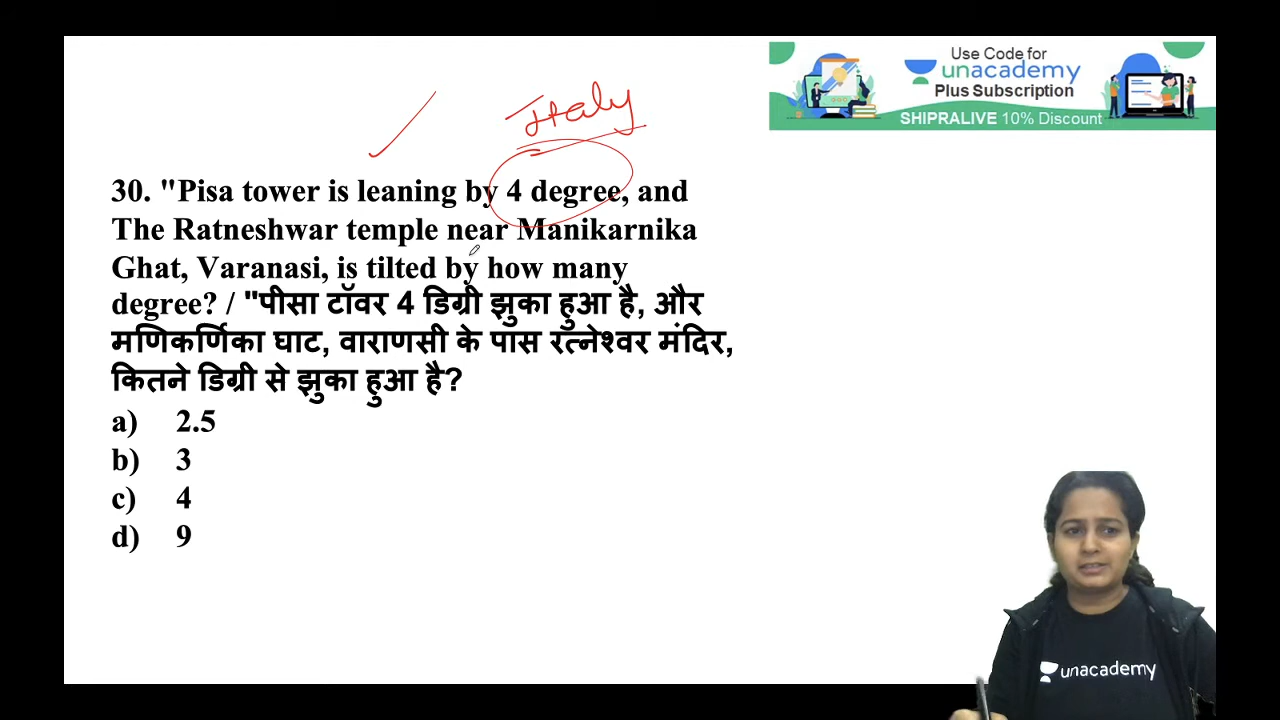 Use Code for
unacademy
Plus Subscription
SHIPRALIVE 10% Discount
Italy
30. "Pisa tower is leaning by 4 degree, and
The Ratneshwar temple near Manikarnika
Ghat, Varanasi, is tilted by how many
degree? / "पीसा टॉवर 4 डिग्री झुका हुआ है, और
मणिकर्णिका घाट, वाराणसी के पास रत्नेश्वर मंदिर,
कितने डिग्री से झुका हुआ है?
a) 2.5
b) 3
c) 4
d) 9
unacademy